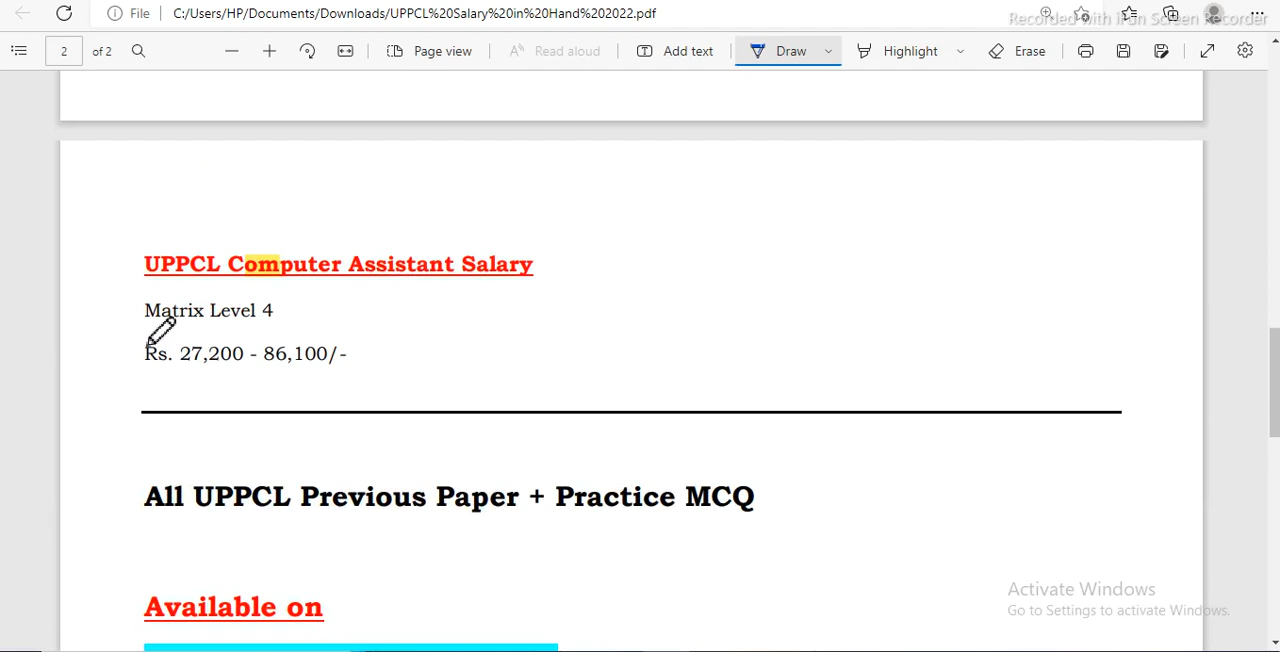 File C:/Users/HP/Documents/Downloads/UPPCL%20Salary%20in%20Hand%202022.pdf
Recorded with iFun Screen Recorder
2 of 2 Page view Read aloud Add text Draw Highlight Erase
UPPCL Computer Assistant Salary
Matrix Level 4
Rs. 27,200 - 86,100/-
All UPPCL Previous Paper + Practice MCQ
Available on
Activate Windows
Go to Settings to activate Windows.